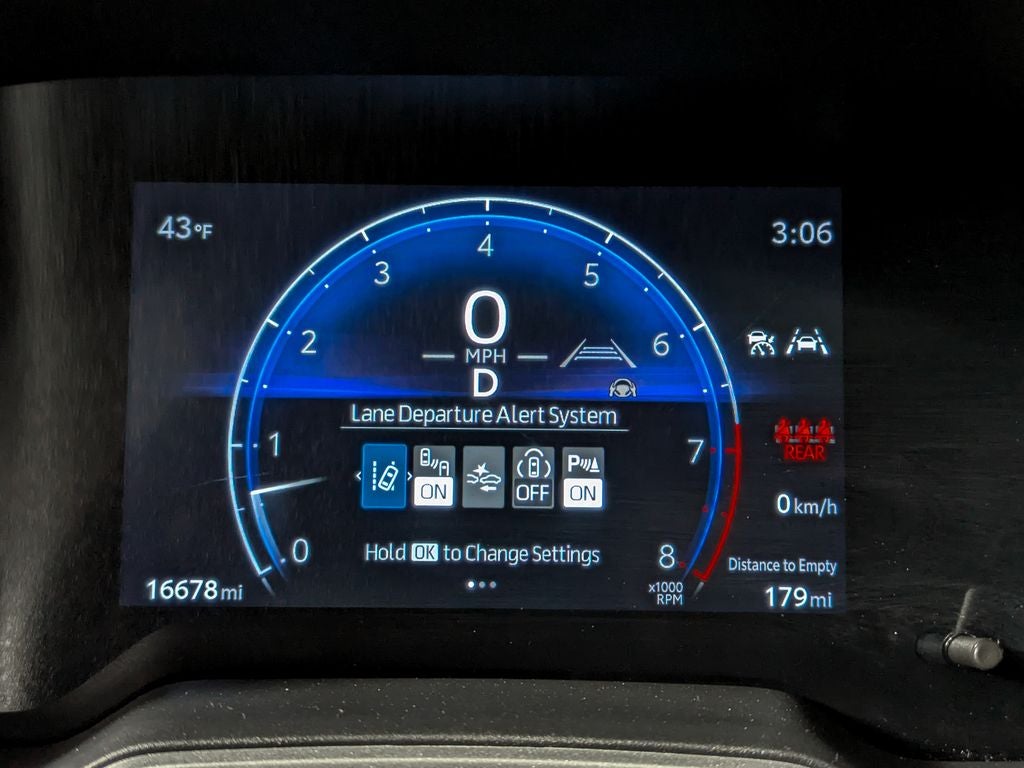 43°F
3:06
4
3
5
0
2
6
MPH
D
Lane Departure Alert System
1
7
REAR
ON
OFF
P
ON
0 km/h
Hold OK to Change Settings
0
8
x1000
RPM
Distance to Empty
16678 mi
179 mi